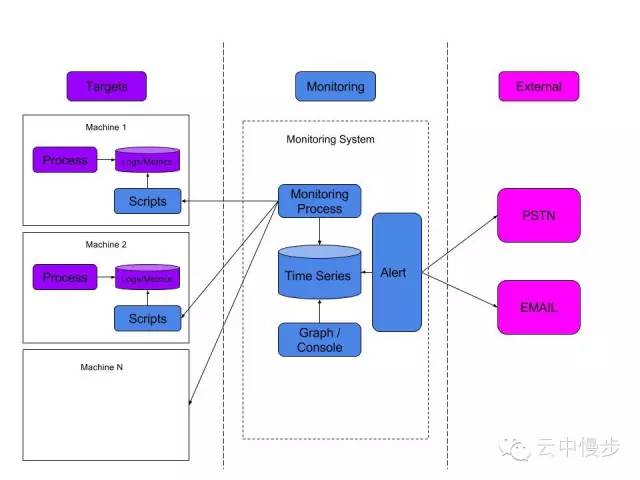 Targets
Monitoring
External
Machine 1
Process
Logs/Metrics
Scripts
Machine 2
Process
Logs/Metrics
Scripts
Machine N
Monitoring System
Monitoring
Process
Time Series
Alert
Graph /
Console
PSTN
EMAIL
云中慢步